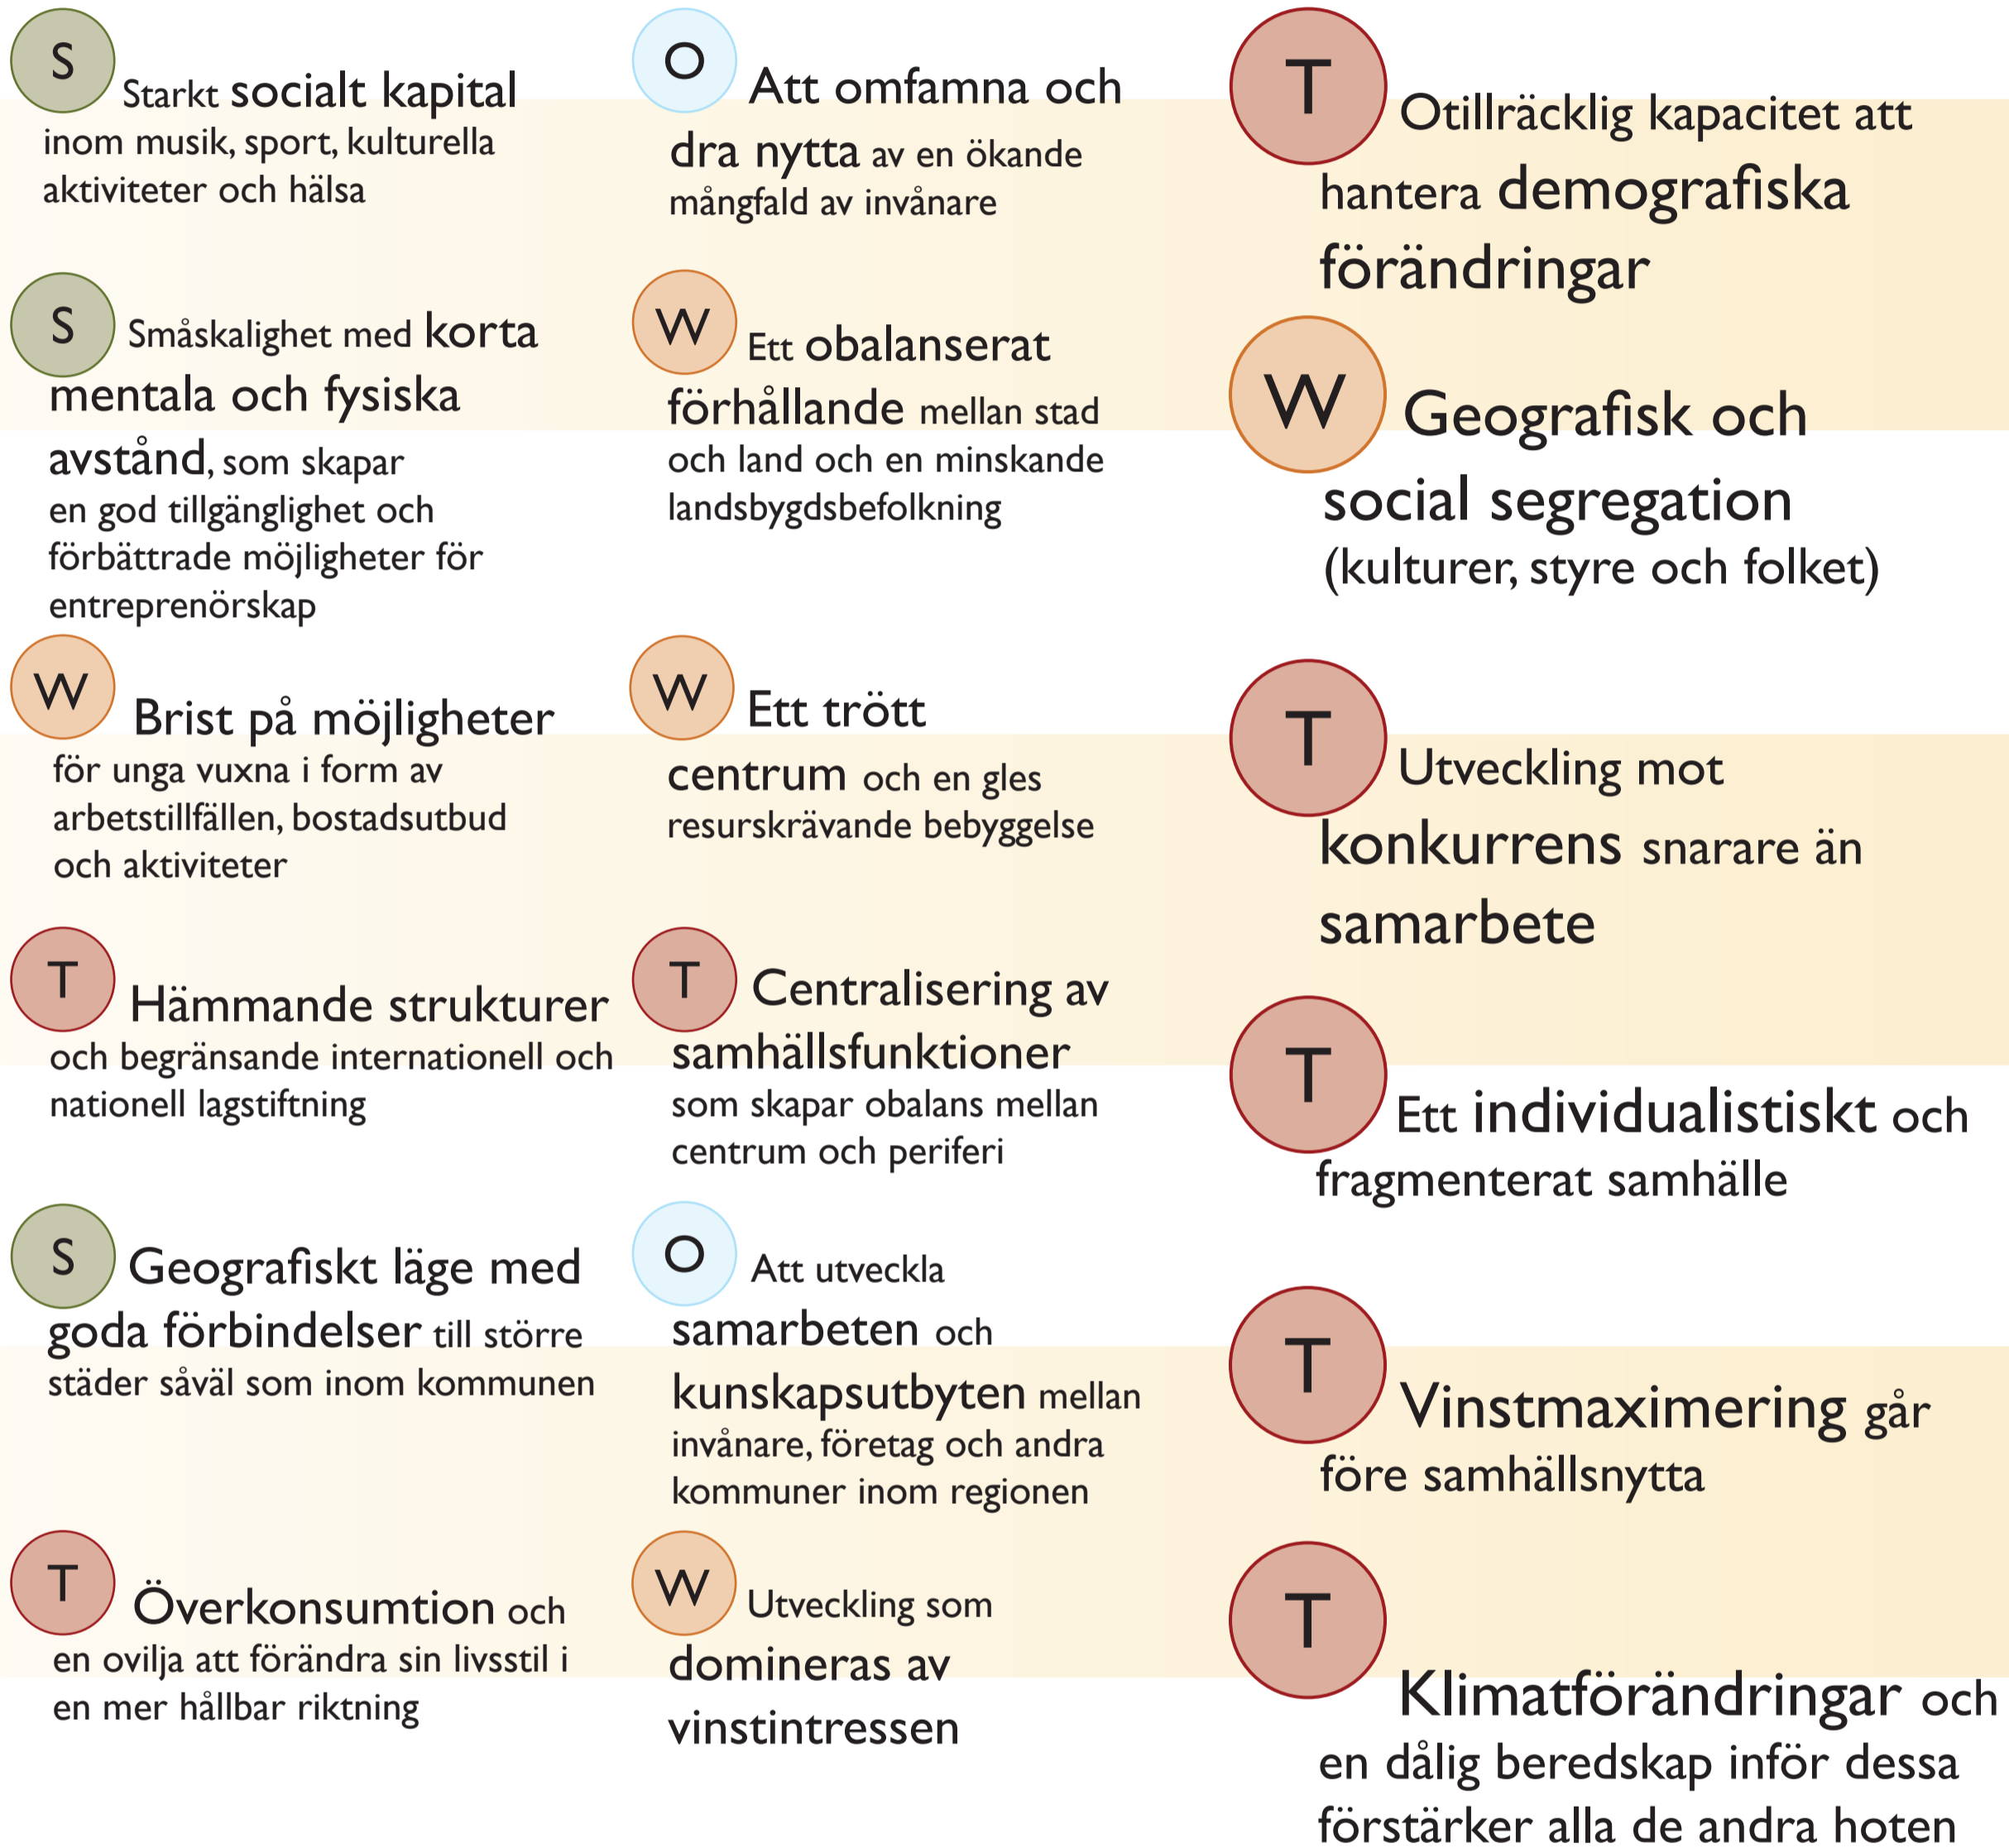 S
Starkt socialt kapital
inom musik, sport, kulturella
aktiviteter och hälsa
S
Småskalighet med korta
mentala och fysiska
avstånd, som skapar
en god tillgänglighet och
förbättrade möjligheter för
entreprenörskap
W
Brist på möjligheter
för unga vuxna i form av
arbetstillfällen, bostadsutbud
och aktiviteter
T
Hämmande strukturer
och begränsande internationell och
nationell lagstiftning
S
Geografiskt läge med
goda förbindelser till större
städer såväl som inom kommunen
T
Överkonsumtion och
en ovilja att förändra sin livsstil i
en mer hållbar riktning
O
Att omfamna och
dra nytta av en ökande
mångfald av invånare
W
Ett obalanserat
förhållande mellan stad
och land och en minskande
landsbygdsbefolkning
W
Ett trött
centrum och en gles
resurskrävande bebyggelse
T
Centralisering av
samhällsfunktioner
som skapar obalans mellan
centrum och periferi
O
Att utveckla
samarbeten och
kunskapsutbyten mellan
invånare, företag och andra
kommuner inom regionen
W
Utveckling som
domineras av
vinstintressen
T
Otillräcklig kapacitet att
hantera demografiska
förändringar
W
Geografisk och
social segregation
(kulturer, styre och folket)
T
Utveckling mot
konkurrens snarare än
samarbete
T
Ett individualistiskt och
fragmenterat samhälle
T
Vinstmaximering går
före samhällsnytta
T
Klimatförändringar och
en dålig beredskap inför dessa
förstärker alla de andra hoten